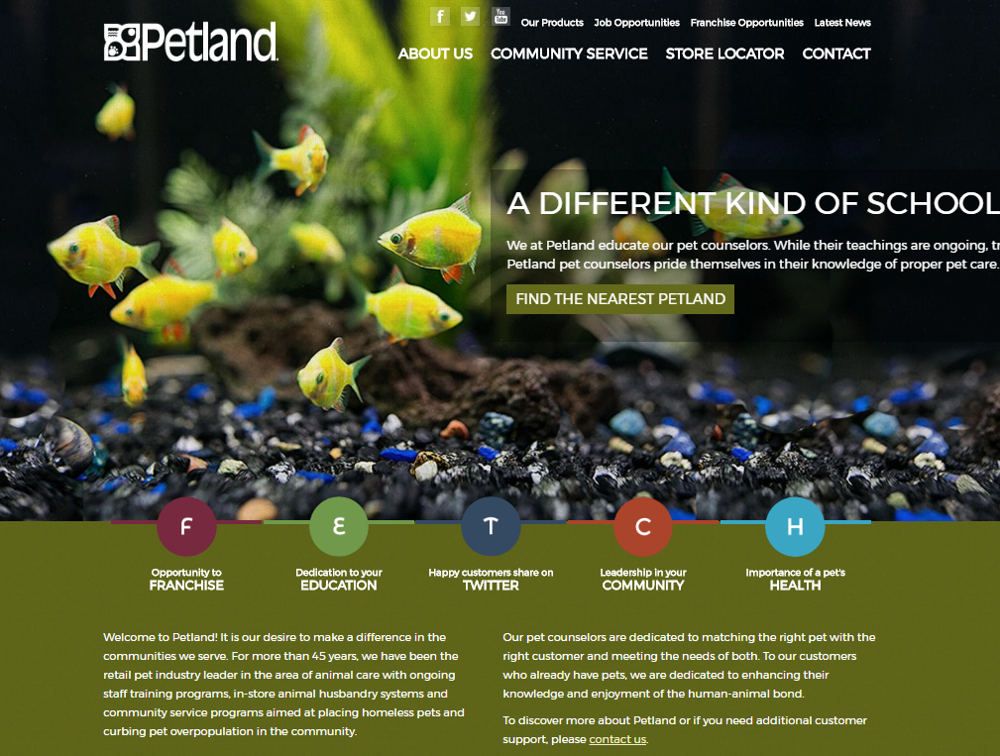 f
You Tube
Our Products Job Opportunities Franchise Opportunities Latest News
Petland
ABOUT US COMMUNITY SERVICE STORE LOCATOR CONTACT
A DIFFERENT KIND OF SCHOOL
We at Petland educate our pet counselors. While their teachings are ongoing, tr
Petland pet counselors pride themselves in their knowledge of proper pet care.
FIND THE NEAREST PETLAND
F E T C H
Opportunity to
FRANCHISE
Dedication to your
EDUCATION
Happy customers share on
TWITTER
Leadership in your
COMMUNITY
Importance of a pet's
HEALTH
Welcome to Petland! It is our desire to make a difference in the
communities we serve. For more than 45 years, we have been the
retail pet industry leader in the area of animal care with ongoing
staff training programs, in-store animal husbandry systems and
community service programs aimed at placing homeless pets and
curbing pet overpopulation in the community.
Our pet counselors are dedicated to matching the right pet with the
right customer and meeting the needs of both. To our customers
who already have pets, we are dedicated to enhancing their
knowledge and enjoyment of the human-animal bond.
To discover more about Petland or if you need additional customer
support, please contact us.